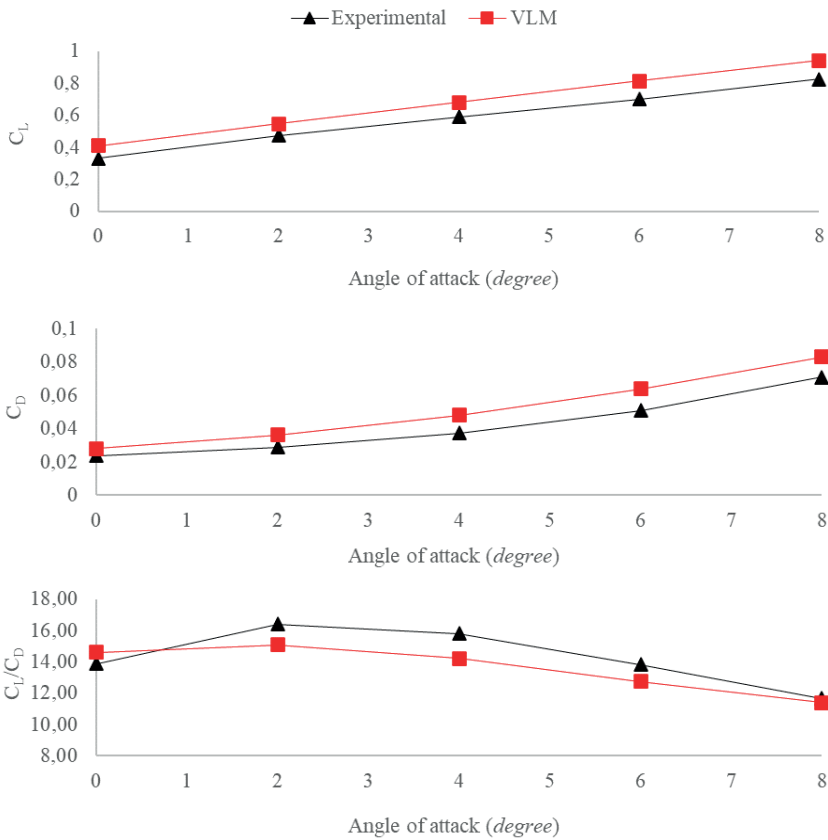 Experimental VLM
1
0,8
0,6
0,4
0,2
0
C_L
0 1 2 3 4 5 6 7 8
Angle of attack (degree)
0,1
0,08
0,06
0,04
0,02
0
C_D
0 1 2 3 4 5 6 7 8
Angle of attack (degree)
18,00
16,00
14,00
12,00
10,00
8,00
C_L/C_D
0 1 2 3 4 5 6 7 8
Angle of attack (degree)